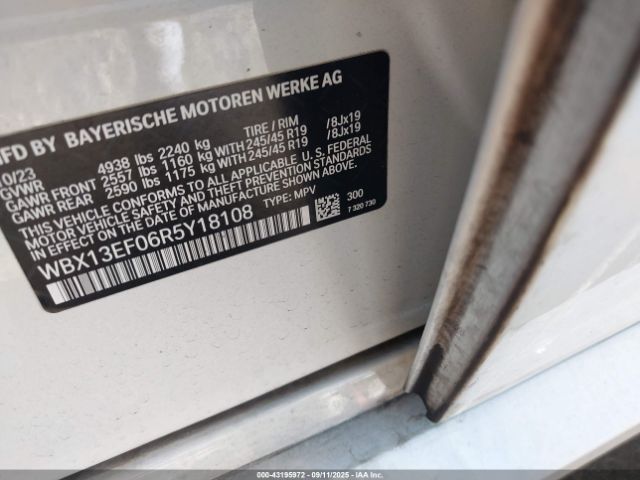 MFD BY BAYERISCHE MOTOREN WERKE AG
0/23
GVWR 4938 lbs 2240 kg TIRE / RIM
GAWR FRONT 2557 lbs 1160 kg WITH 245/45 R19 /8Jx19
GAWR REAR 2590 lbs 1175 kg WITH 245/45 R19 /8Jx19
THIS VEHICLE CONFORMS TO ALL APPLICABLE U. S. FEDERAL
MOTOR VEHICLE SAFETY AND THEFT PREVENTION STANDARDS
IN EFFECT ON THE DATE OF MANUFACTURE SHOWN ABOVE.
WBX13EF06R5Y18108 TYPE: MPV
300
7 320 730
000-43195972 - 09/11/2025 - IAA Inc.